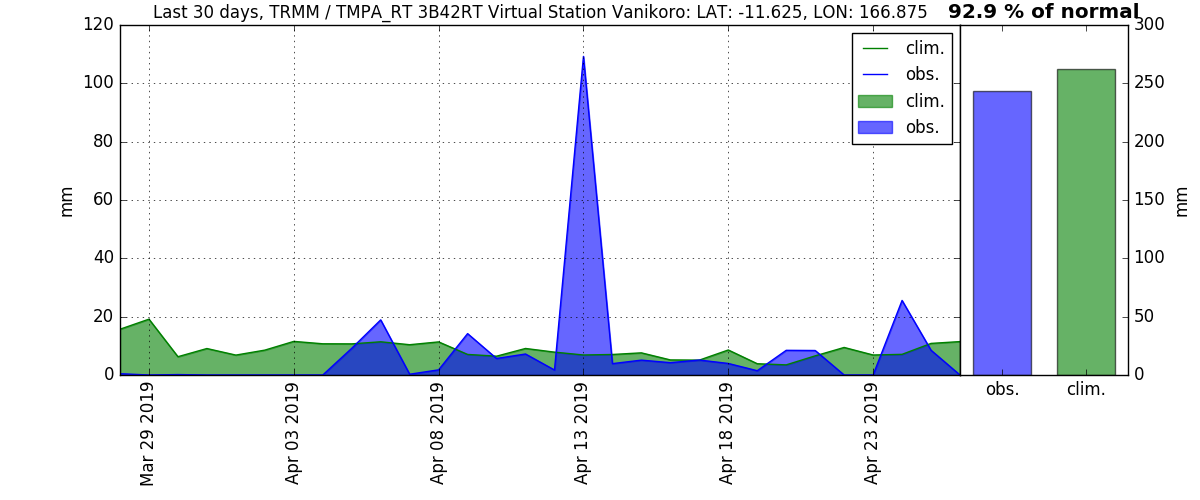 Last 30 days, TRMM / TMPA_RT 3B42RT Virtual Station Vanikoro: LAT: -11.625, LON: 166.875
92.9 % of normal
120
100
80
60
40
20
0
mm
clim.
obs.
clim.
obs.
300
250
200
150
100
50
0
mm
Mar 29 2019
Apr 03 2019
Apr 08 2019
Apr 13 2019
Apr 18 2019
Apr 23 2019
obs.
clim.